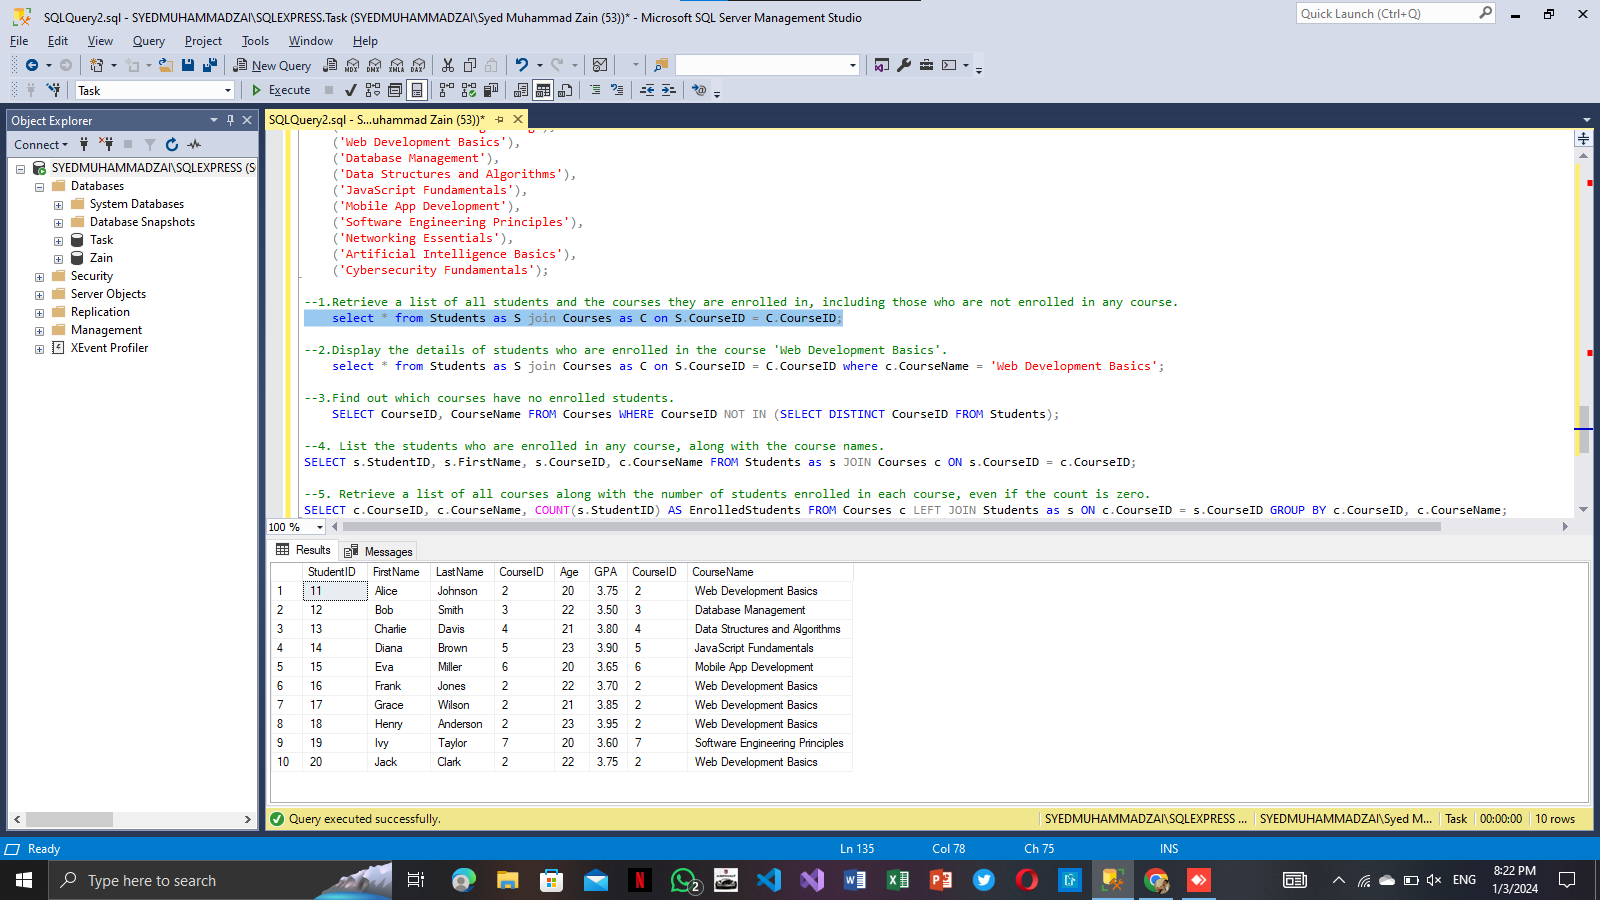 SQLQuery2.sql - SYEDMUHAMMADZAI\SQLEXPRESS.Task (SYEDMUHAMMADZAI\Syed Muhammad Zain (53))* - Microsoft SQL Server Management Studio
Quick Launch (Ctrl+Q)
File Edit View Query Project Tools Window Help
New Query
MDX DMX XMLA DAX
Task
Execute
Object Explorer
SQLQuery2.sql - S...uhammad Zain (53))*
Connect
SYEDMUHAMMADZAI\SQLEXPRESS (S
Databases
System Databases
Database Snapshots
Task
Zain
Security
Server Objects
Replication
Management
XEvent Profiler
('Web Development Basics'),
('Database Management'),
('Data Structures and Algorithms'),
('JavaScript Fundamentals'),
('Mobile App Development'),
('Software Engineering Principles'),
('Networking Essentials'),
('Artificial Intelligence Basics'),
('Cybersecurity Fundamentals');
--1.Retrieve a list of all students and the courses they are enrolled in, including those who are not enrolled in any course.
select * from Students as S join Courses as C on S.CourseID = C.CourseID;
--2.Display the details of students who are enrolled in the course 'Web Development Basics'.
select * from Students as S join Courses as C on S.CourseID = C.CourseID where c.CourseName = 'Web Development Basics';
--3.Find out which courses have no enrolled students.
SELECT CourseID, CourseName FROM Courses WHERE CourseID NOT IN (SELECT DISTINCT CourseID FROM Students);
--4. List the students who are enrolled in any course, along with the course names.
SELECT s.StudentID, s.FirstName, s.CourseID, c.CourseName FROM Students as s JOIN Courses c ON s.CourseID = c.CourseID;
--5. Retrieve a list of all courses along with the number of students enrolled in each course, even if the count is zero.
SELECT c.CourseID, c.CourseName, COUNT(s.StudentID) AS EnrolledStudents FROM Courses c LEFT JOIN Students as s ON c.CourseID = s.CourseID GROUP BY c.CourseID, c.CourseName;
100 %
Results Messages
StudentID FirstName LastName CourseID Age GPA CourseID CourseName
1 11 Alice Johnson 2 20 3.75 2 Web Development Basics
2 12 Bob Smith 3 22 3.50 3 Database Management
3 13 Charlie Davis 4 21 3.80 4 Data Structures and Algorithms
4 14 Diana Brown 5 23 3.90 5 JavaScript Fundamentals
5 15 Eva Miller 6 20 3.65 6 Mobile App Development
6 16 Frank Jones 2 22 3.70 2 Web Development Basics
7 17 Grace Wilson 2 21 3.85 2 Web Development Basics
8 18 Henry Anderson 2 23 3.95 2 Web Development Basics
9 19 Ivy Taylor 7 20 3.60 7 Software Engineering Principles
10 20 Jack Clark 2 22 3.75 2 Web Development Basics
Query executed successfully.
SYEDMUHAMMADZAI\SQLEXPRESS ... SYEDMUHAMMADZAI\Syed M... Task 00:00:00 10 rows
Ready Ln 135 Col 78 Ch 75 INS
Type here to search
2
ENG
8:22 PM
1/3/2024